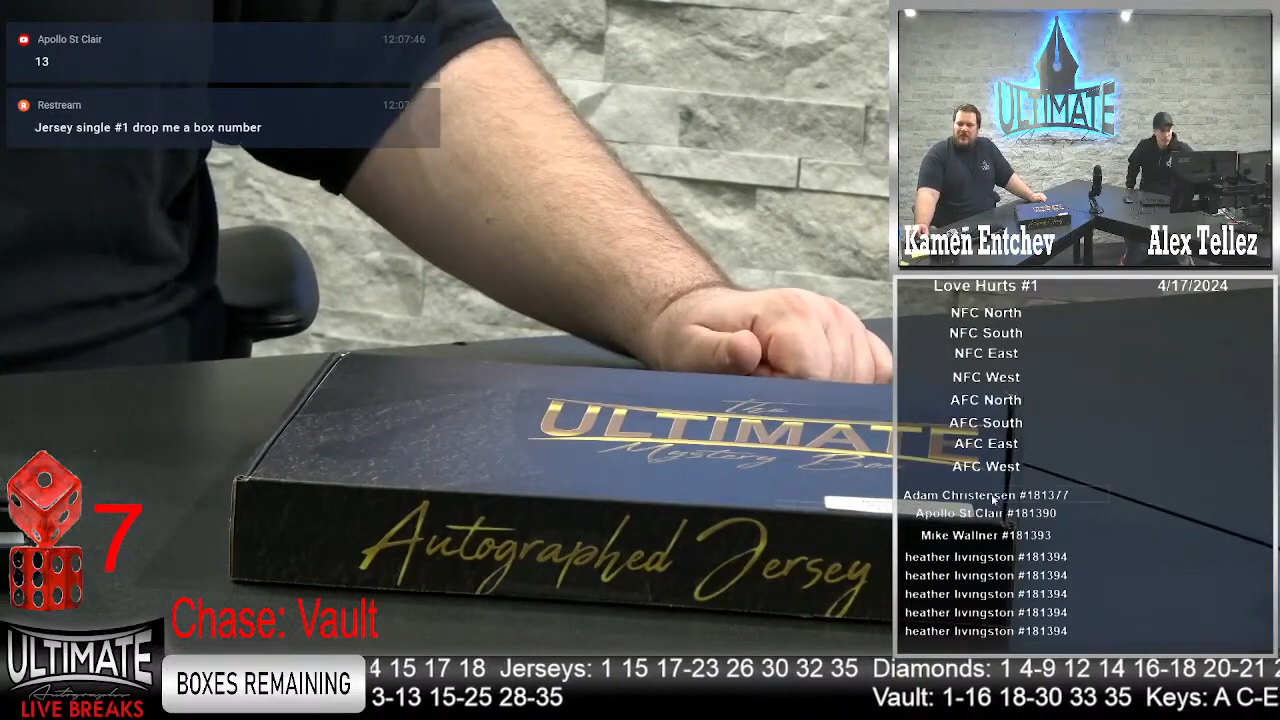 Apollo St Clair 12:07:46
13
Restream 12:07
Jersey single #1 drop me a box number
ULTIMATE
Kamen Entchev
Alex Tellez
Love Hurts #1 4/17/2024
NFC North
NFC South
NFC East
NFC West
AFC North
AFC South
AFC East
AFC West
Adam Christensen #181377
Apollo St Clair #181390
Mike Wallner #181393
heather livingston #181394
heather livingston #181394
heather livingston #181394
heather livingston #181394
heather livingston #181394
The
ULTIMATE
Mystery Box
Autographed Jersey
7
Chase: Vault
ULTIMATE
Autographs
LIVE BREAKS
BOXES REMAINING
4 15 17 18 Jerseys: 1 15 17-23 26 30 32 35 Diamonds: 1 4-9 12 14 16-18 20-21 2
3-13 15-25 28-35 Vault: 1-16 18-30 33 35 Keys: A C-E